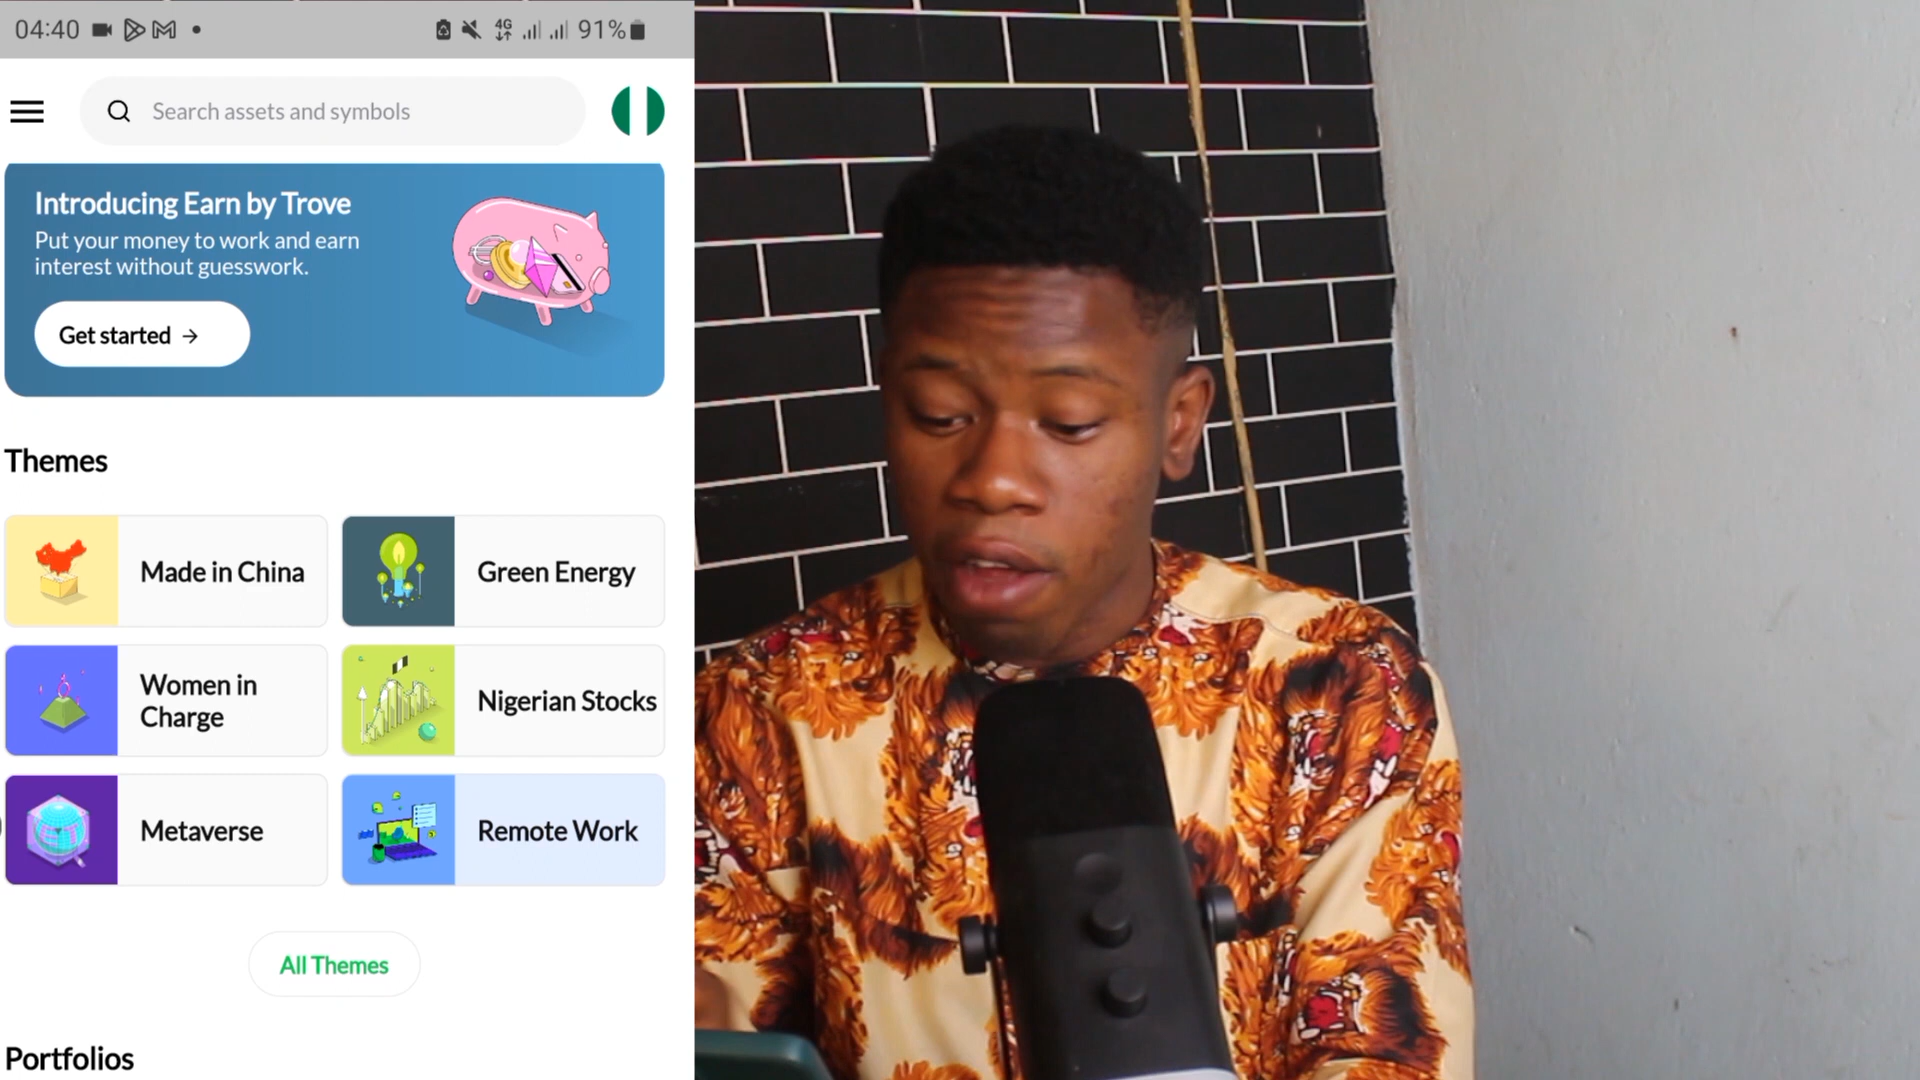 04:40
4G
91%
Search assets and symbols
Introducing Earn by Trove
Put your money to work and earn
interest without guesswork.
Get started →
Themes
Made in China
Green Energy
Women in
Charge
Nigerian Stocks
Metaverse
Remote Work
All Themes
Portfolios